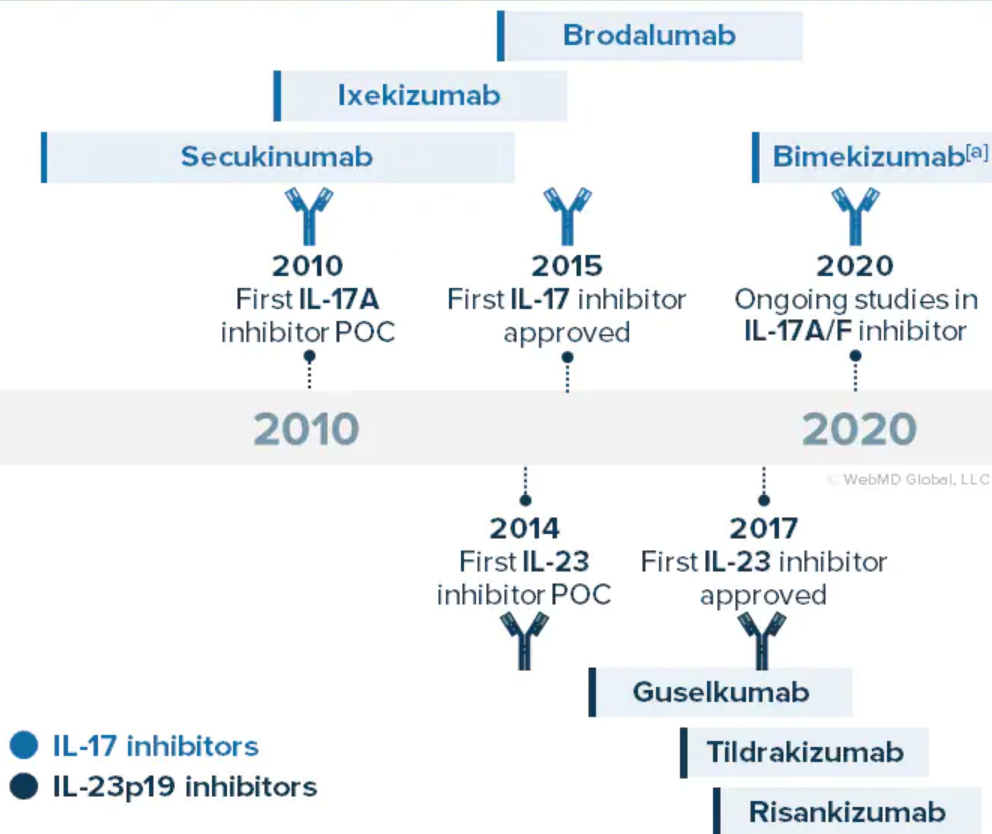 Brodalumab
Ixekizumab
Secukinumab
Bimekizumab[a]
2010
First IL-17A
inhibitor POC
2015
First IL-17 inhibitor
approved
2020
Ongoing studies in
IL-17A/F inhibitor
2010
2020
© WebMD Global, LLC
2014
First IL-23
inhibitor POC
2017
First IL-23 inhibitor
approved
Guselkumab
Tildrakizumab
Risankizumab
IL-17 inhibitors
IL-23p19 inhibitors